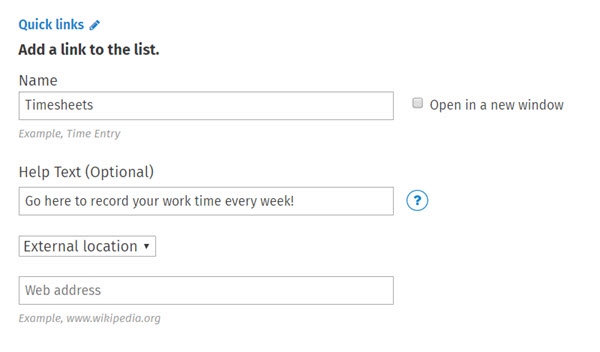 Quick links
Add a link to the list.
Name
Timesheets
Open in a new window
Example, Time Entry
Help Text (Optional)
Go here to record your work time every week!
?
External location
Web address
Example, www.wikipedia.org